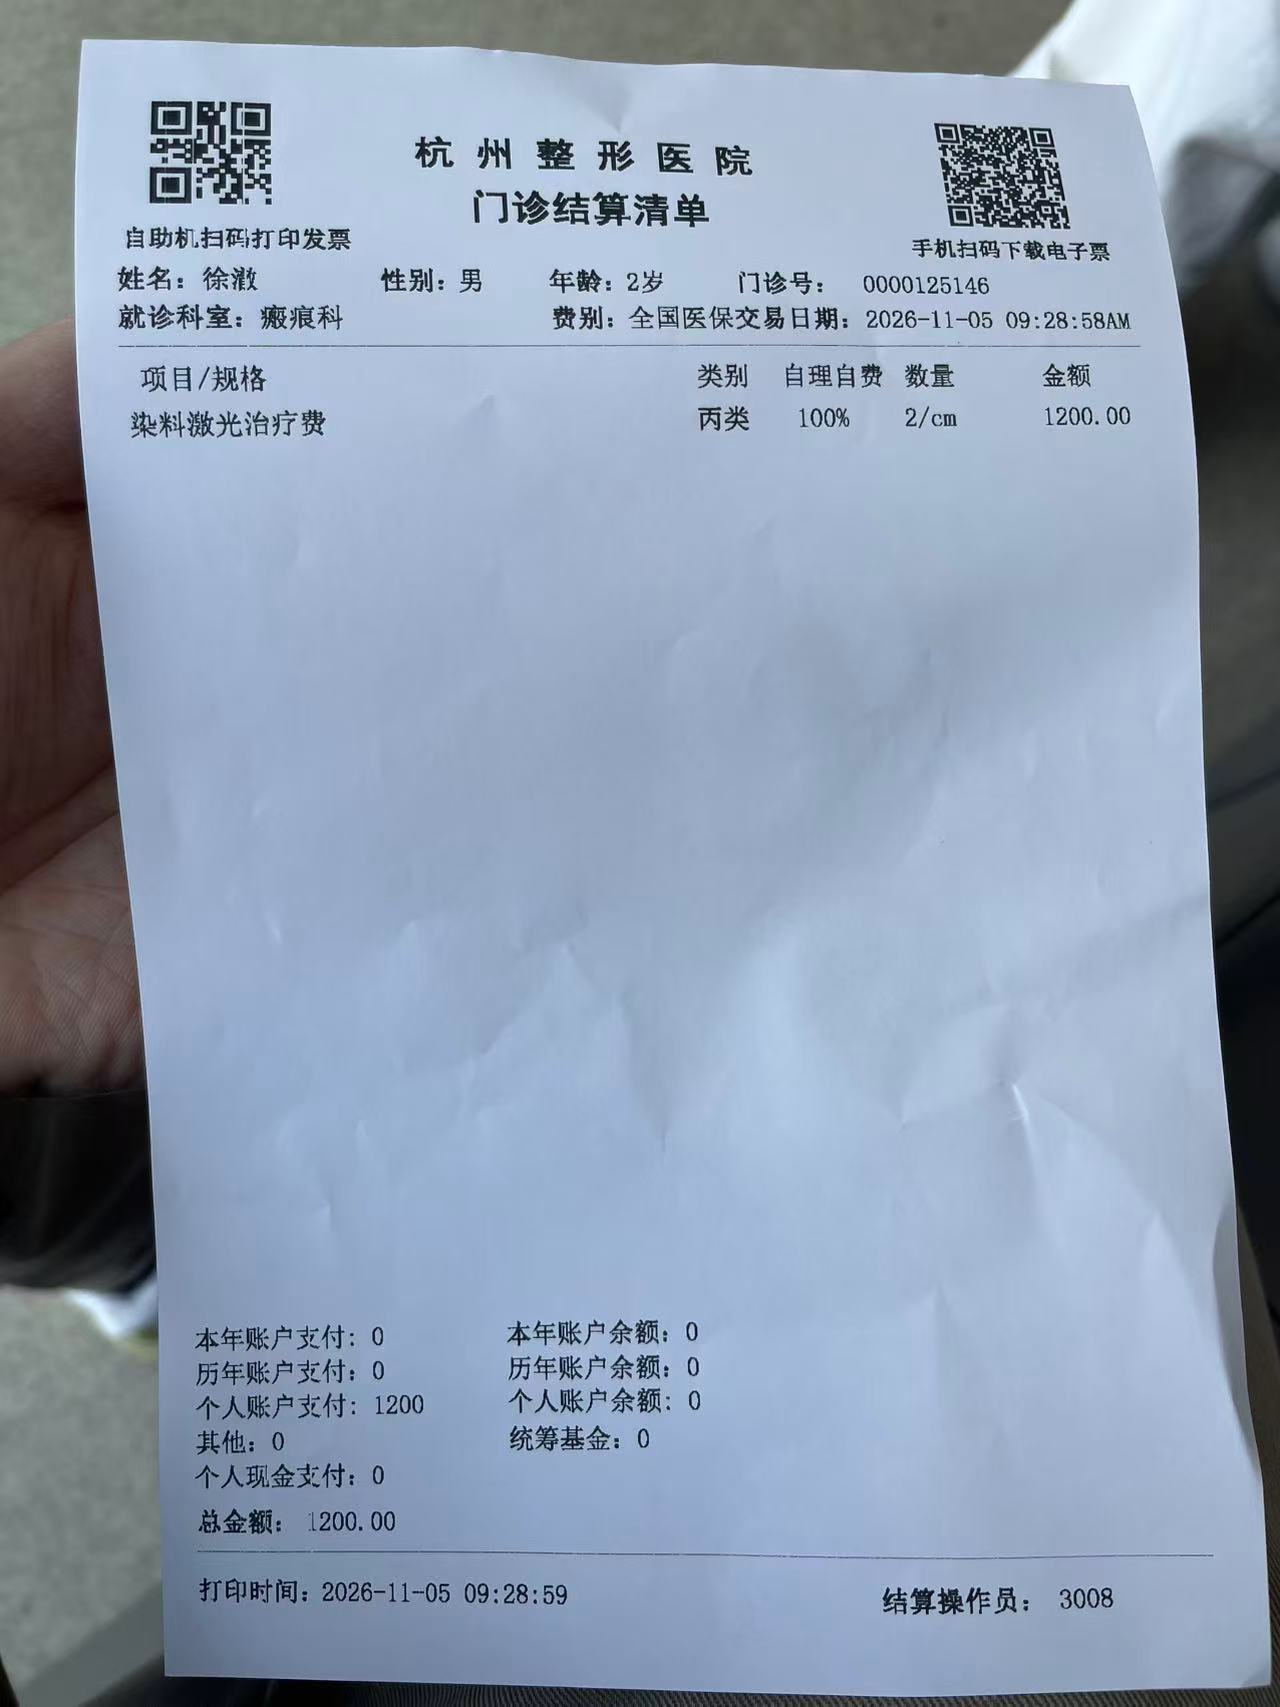 杭州整形医院
门诊结算清单
自助机扫码打印发票
手机扫码下载电子票
姓名：徐澂 性别：男 年龄：2岁 门诊号： 0000125146
就诊科室：瘢痕科 费别：全国医保交易日期：2026-11-05 09:28:58AM
项目/规格 类别 自理自费 数量 金额
染料激光治疗费 丙类 100% 2/cm 1200.00
本年账户支付：0 本年账户余额：0
历年账户支付：0 历年账户余额：0
个人账户支付：1200 个人账户余额：0
其他：0 统筹基金：0
个人现金支付：0
总金额： 1200.00
打印时间：2026-11-05 09:28:59 结算操作员： 3008